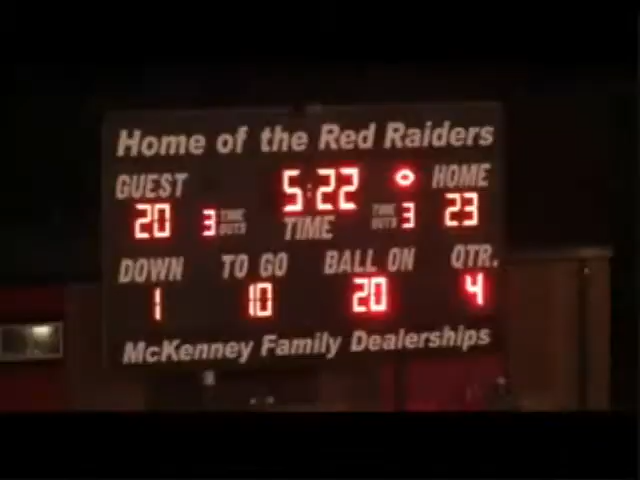 Home of the Red Raiders
GUEST 5:22 HOME
20 3 TIME OUTS TIME TIME OUTS 3 23
DOWN TO GO BALL ON QTR.
1 10 20 4
McKenney Family Dealerships